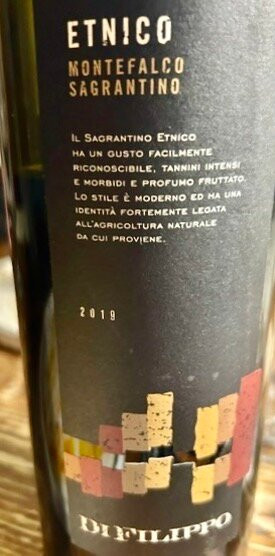 ETNICO
MONTEFALCO
SAGRANTINO
IL SAGRANTINO ETNICO
HA UN GUSTO FACILMENTE
RICONOSCIBILE, TANNINI INTENSI
E MORBIDI E PROFUMO FRUTTATO.
LO STILE È MODERNO ED HA UNA
IDENTITÀ FORTEMENTE LEGATA
ALL'AGRICOLTURA NATURALE
DA CUI PROVIENE.
2019
DI FILIPPO